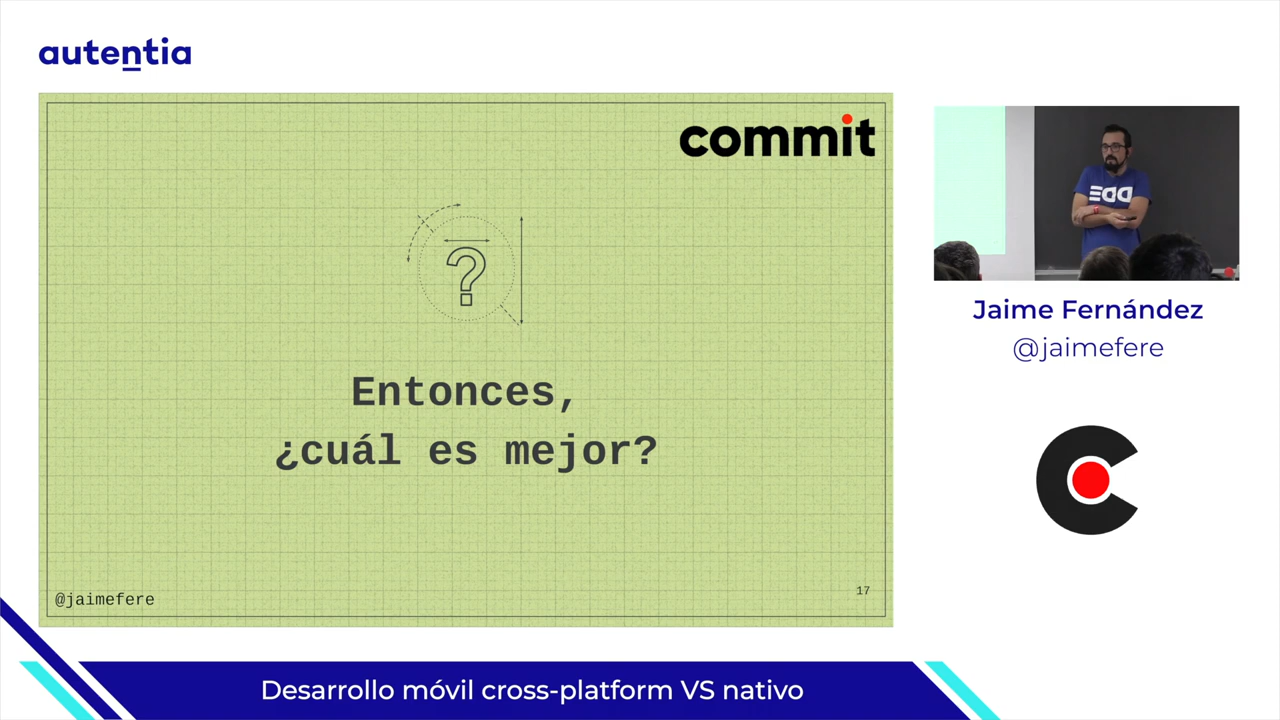 autentia
commit
?
Entonces,
¿cuál es mejor?
@jaimefere
17
Jaime Fernández
@jaimefere
Desarrollo móvil cross-platform VS nativo